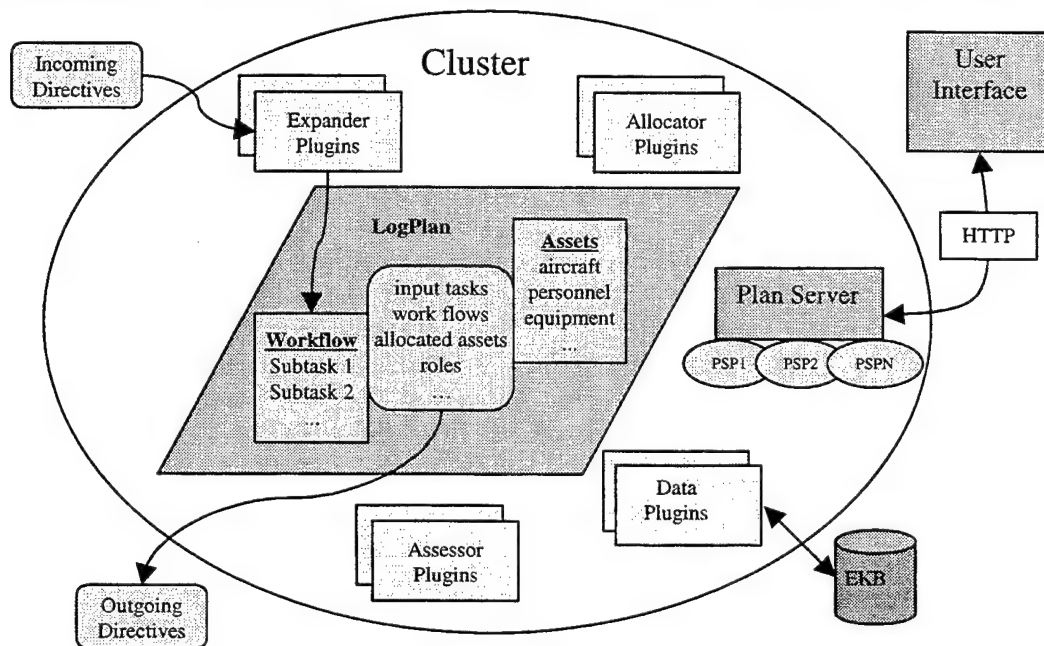 Cluster
Incoming
Directives
Expander
Plugins
Allocator
Plugins
User
Interface
HTTP
LogPlan
Assets
aircraft
personnel
equipment
...
input tasks
work flows
allocated assets
roles
...
Workflow
Subtask 1
Subtask 2
...
Plan Server
PSP1
PSP2
PSPN
Data
Plugins
EKB
Assessor
Plugins
Outgoing
Directives